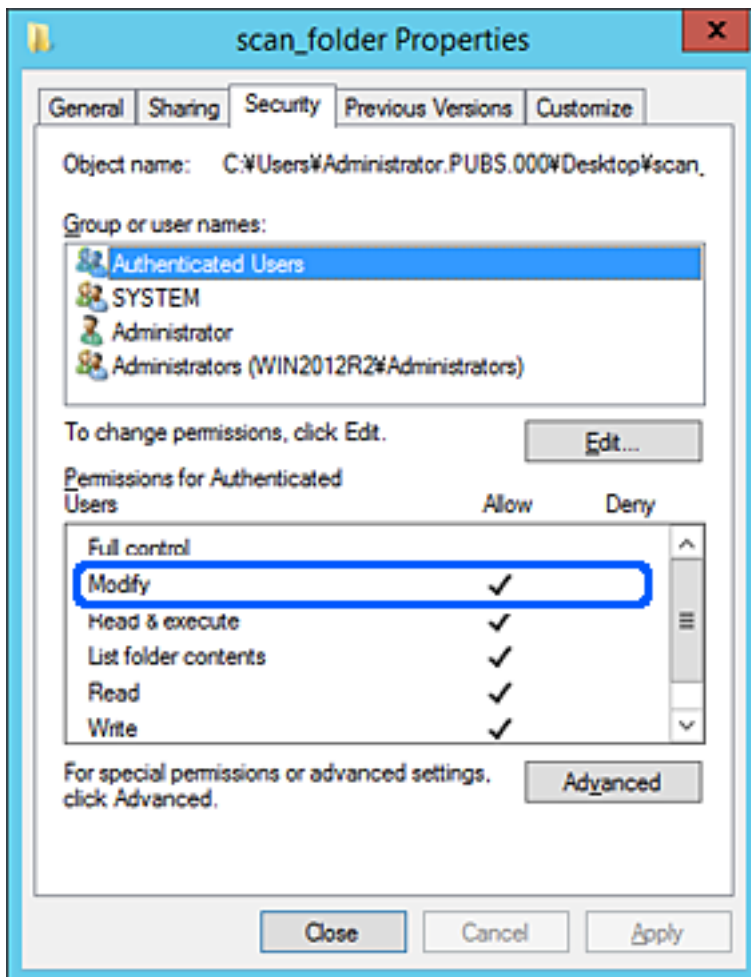 scan_folder Properties
General Sharing Security Previous Versions Customize
Object name: C:¥Users¥Administrator.PUBS.000¥Desktop¥scan_
Group or user names:
Authenticated Users
SYSTEM
Administrator
Administrators (WIN2012R2¥Administrators)
To change permissions, click Edit.
Edit...
Permissions for Authenticated
Users Allow Deny
Full control
Modify
Read & execute
List folder contents
Read
Write
For special permissions or advanced settings,
click Advanced.
Advanced
Close Cancel Apply